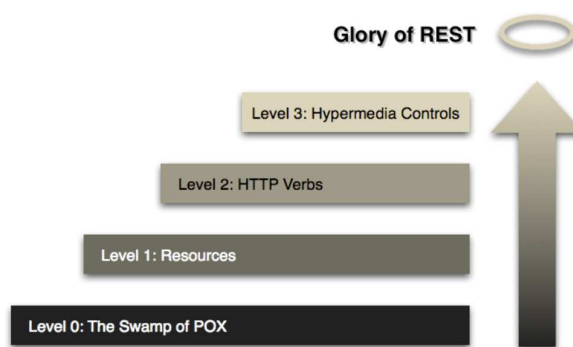 Glory of REST
Level 3: Hypermedia Controls
Level 2: HTTP Verbs
Level 1: Resources
Level 0: The Swamp of POX